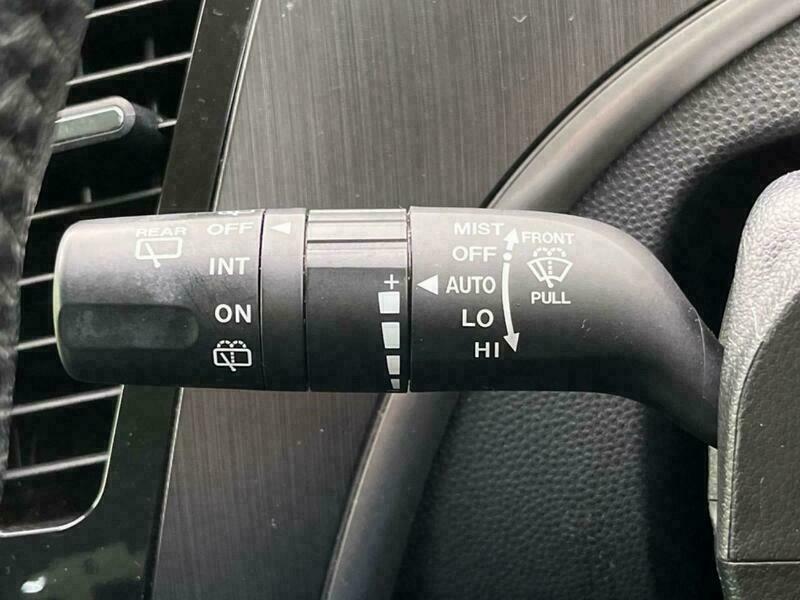 REAR
OFF
INT
ON
+
MIST
OFF
AUTO
LO
HI
FRONT
PULL